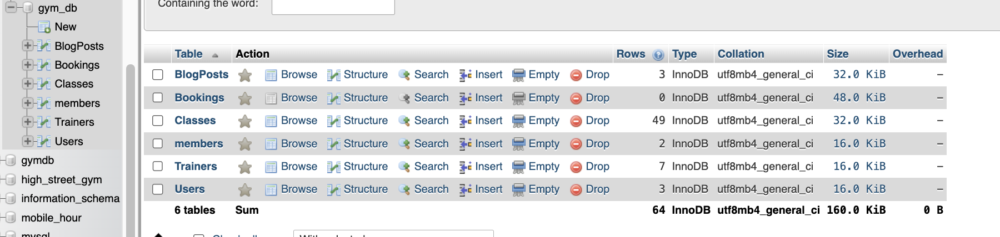 gym_db
New
BlogPosts
Bookings
Classes
members
Trainers
Users
gymdb
high_street_gym
information_schema
mobile_hour
mysql
Containing the word:
Table Action Rows Type Collation Size Overhead
BlogPosts Browse Structure Search Insert Empty Drop 3 InnoDB utf8mb4_general_ci 32.0 KiB –
Bookings Browse Structure Search Insert Empty Drop 0 InnoDB utf8mb4_general_ci 48.0 KiB –
Classes Browse Structure Search Insert Empty Drop 49 InnoDB utf8mb4_general_ci 32.0 KiB –
members Browse Structure Search Insert Empty Drop 2 InnoDB utf8mb4_general_ci 16.0 KiB –
Trainers Browse Structure Search Insert Empty Drop 7 InnoDB utf8mb4_general_ci 16.0 KiB –
Users Browse Structure Search Insert Empty Drop 3 InnoDB utf8mb4_general_ci 16.0 KiB –
6 tables Sum 64 InnoDB utf8mb4_general_ci 160.0 KiB 0 B